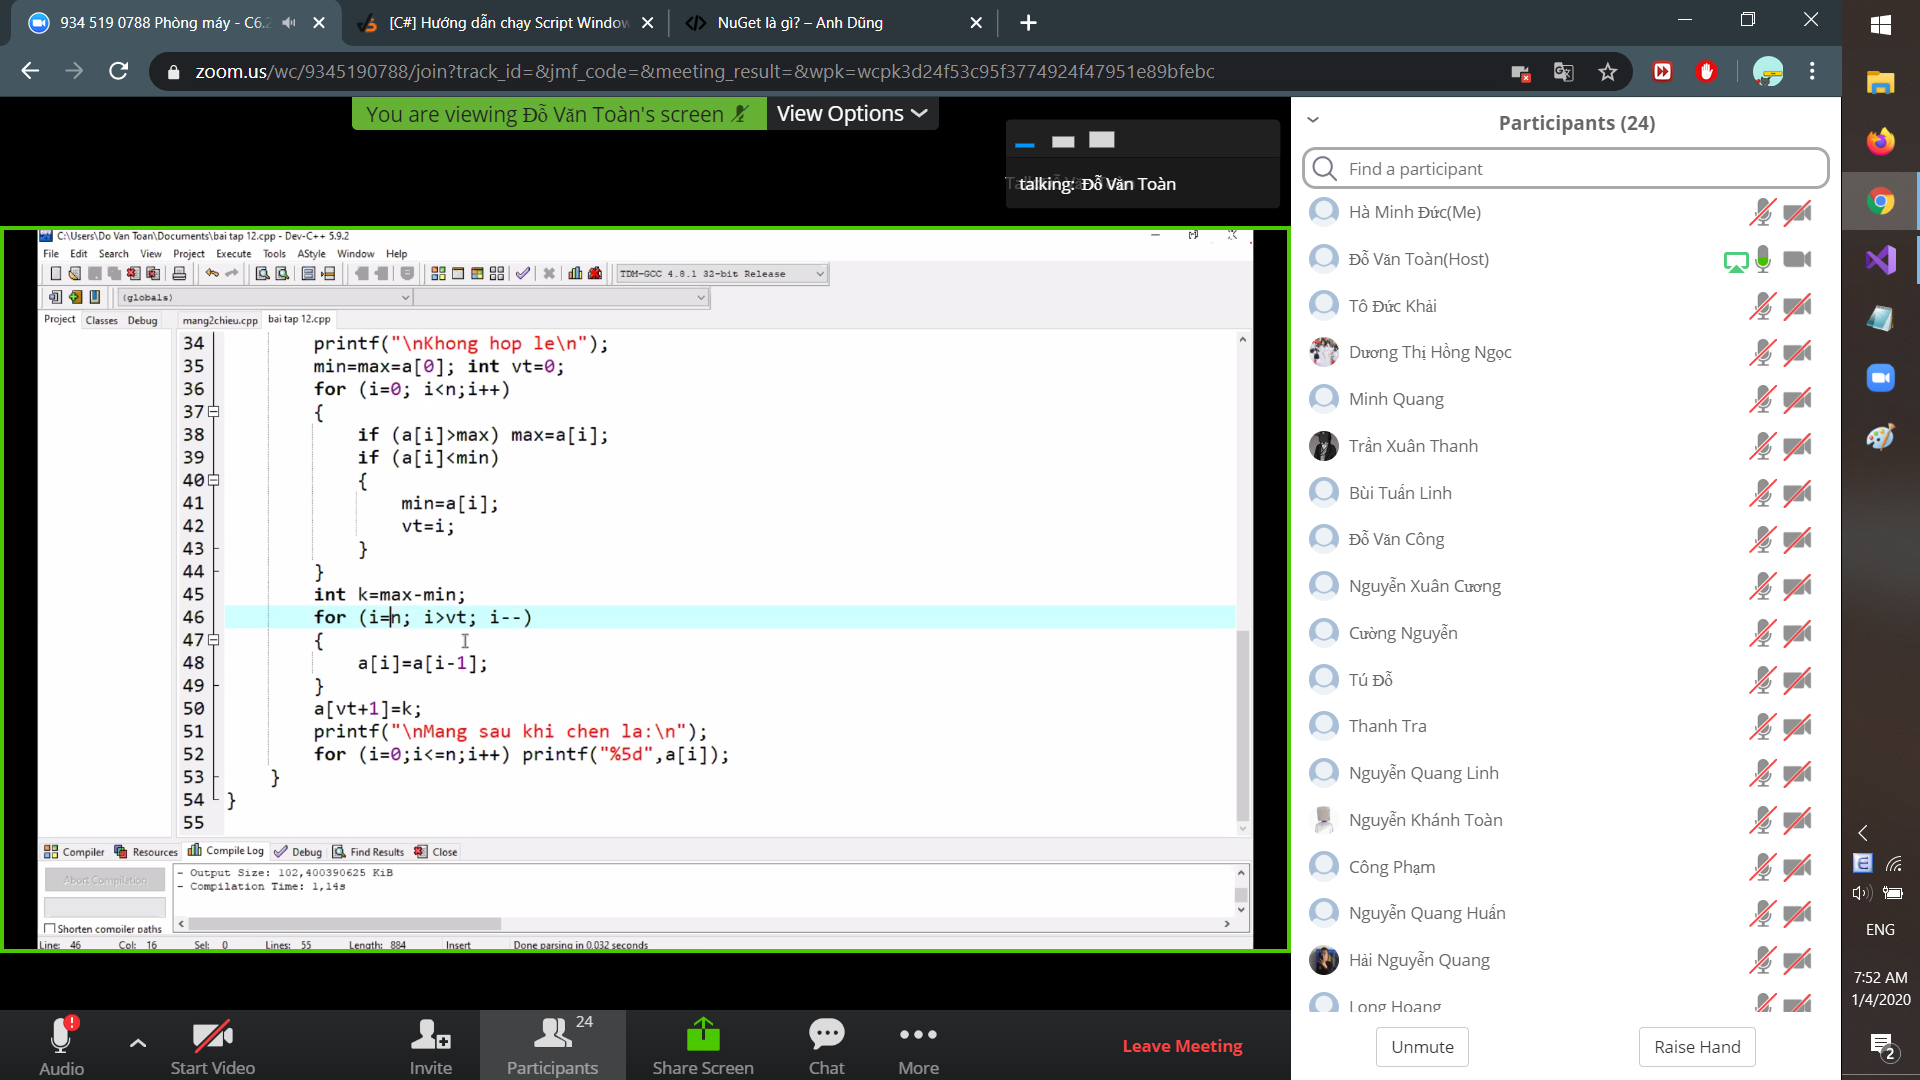 934 519 0788 Phòng máy - C6.2
[C#] Hướng dẫn chạy Script Window
NuGet là gì? – Anh Dũng
zoom.us/wc/9345190788/join?track_id=&jmf_code=&meeting_result=&wpk=wcpk3d24f53c95f3774924f47951e89bfebc
You are viewing Đỗ Văn Toàn's screen
View Options
talking: Đỗ Văn Toàn
C:\Users\Do Van Toan\Documents\bai tap 12.cpp - Dev-C++ 5.9.2
File Edit Search View Project Execute Tools AStyle Window Help
TDM-GCC 4.8.1 32-bit Release
(globals)
Project Classes Debug mang2chieu.cpp bai tap 12.cpp
34 printf("\nKhong hop le\n");
35 min=max=a[0]; int vt=0;
36 for (i=0; i<n;i++)
37 {
38 if (a[i]>max) max=a[i];
39 if (a[i]<min)
40 {
41 min=a[i];
42 vt=i;
43 }
44 }
45 int k=max-min;
46 for (i=n; i>vt; i--)
47 {
48 a[i]=a[i-1];
49 }
50 a[vt+1]=k;
51 printf("\nMang sau khi chen la:\n");
52 for (i=0;i<=n;i++) printf("%5d",a[i]);
53 }
54 }
55
Compiler Resources Compile Log Debug Find Results Close
Abort Compilation
Shorten compiler paths
- Output Size: 102,400390625 KiB
- Compilation Time: 1,14s
Line: 46 Col: 16 Sel: 0 Lines: 55 Length: 884 Insert Done parsing in 0,032 seconds
Participants (24)
Find a participant
Hà Minh Đức(Me)
Đỗ Văn Toàn(Host)
Tô Đức Khải
Dương Thị Hồng Ngọc
Minh Quang
Trần Xuân Thanh
Bùi Tuấn Linh
Đỗ Văn Công
Nguyễn Xuân Cương
Cường Nguyễn
Tú Đỗ
Thanh Tra
Nguyễn Quang Linh
Nguyễn Khánh Toàn
Công Phạm
Nguyễn Quang Huấn
Hải Nguyễn Quang
Long Hoang
Unmute
Raise Hand
Audio
Start Video
Invite
24
Participants
Share Screen
Chat
More
Leave Meeting
ENG
7:52 AM
1/4/2020
2